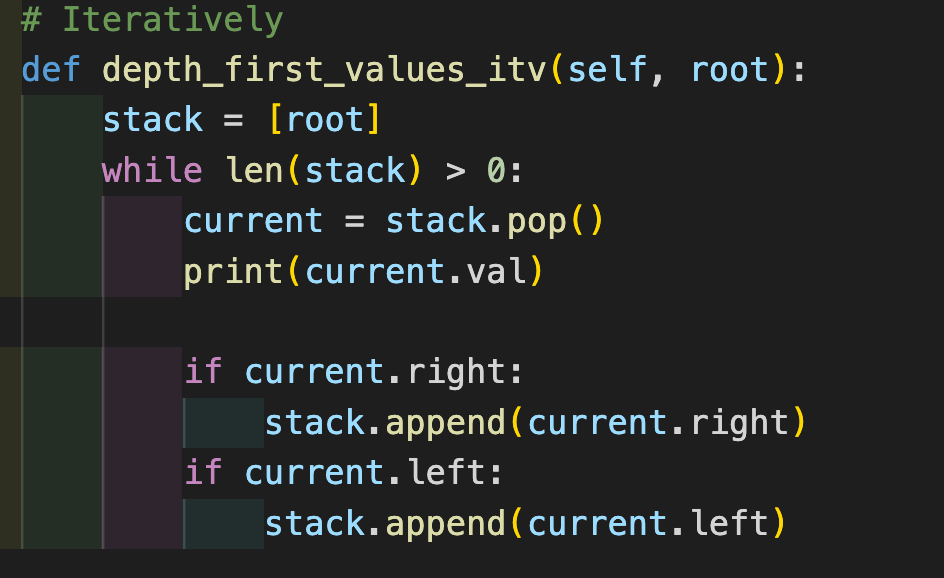 # Iteratively
def depth_first_values_itv(self, root):
    stack = [root]
    while len(stack) > 0:
        current = stack.pop()
        print(current.val)

        if current.right:
            stack.append(current.right)
        if current.left:
            stack.append(current.left)